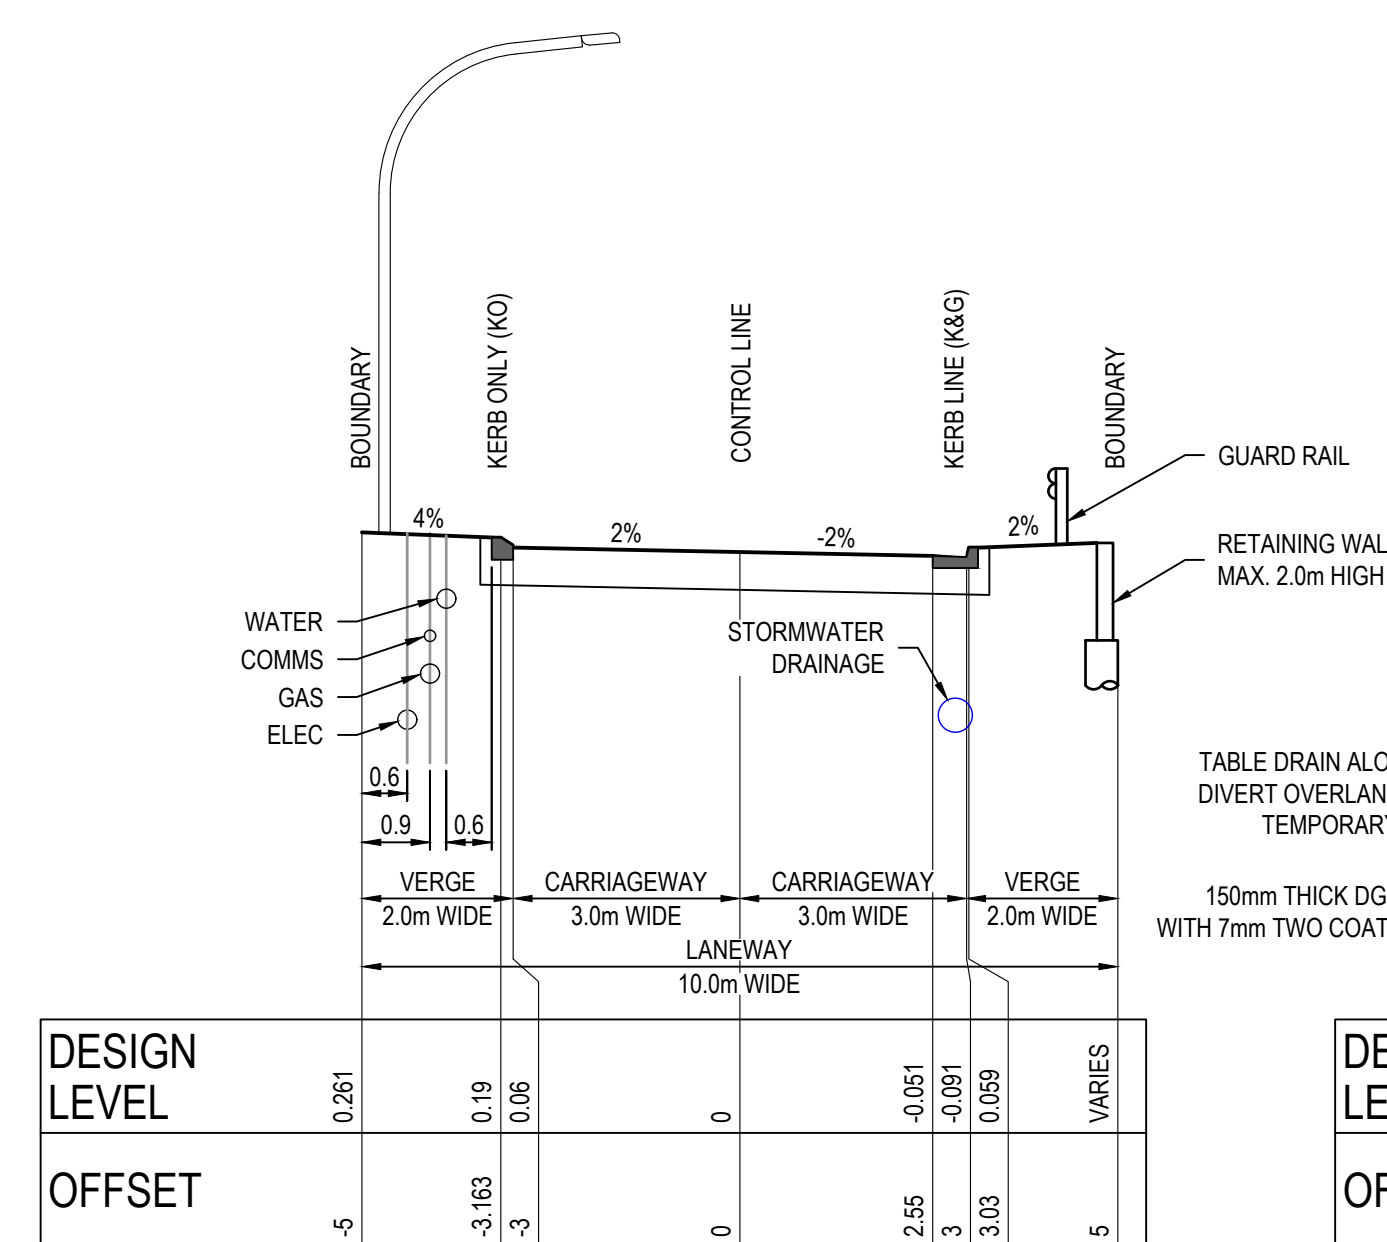 BOUNDARY
KERB ONLY (KO)
CONTROL LINE
KERB LINE (K&G)
BOUNDARY
GUARD RAIL
4%
2%
-2%
2%
RETAINING WAL
MAX. 2.0m HIGH
WATER
COMMS
GAS
ELEC
STORMWATER
DRAINAGE
0.6
0.9
0.6
TABLE DRAIN ALO
DIVERT OVERLAN
TEMPORARY
VERGE
2.0m WIDE
CARRIAGEWAY
3.0m WIDE
CARRIAGEWAY
3.0m WIDE
VERGE
2.0m WIDE
150mm THICK DG
WITH 7mm TWO COAT
LANEWAY
10.0m WIDE
DESIGN
LEVEL
0.261
0.19
0.06
0
-0.051
-0.091
0.059
VARIES
OFFSET
-5
-3.163
-3
0
2.55
3
3.03
5
DE
LE
OF